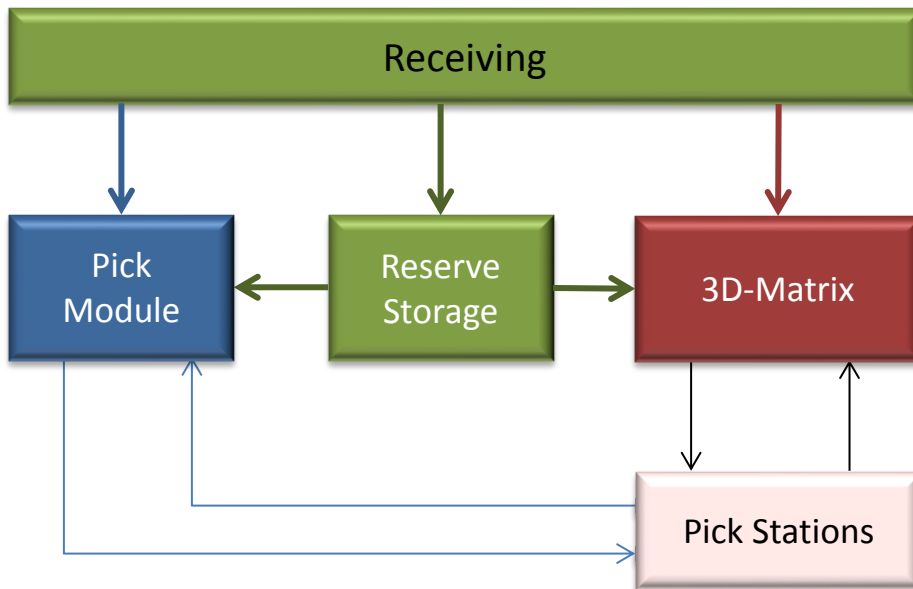 Receiving
Pick
Module
Reserve
Storage
3D-Matrix
Pick Stations